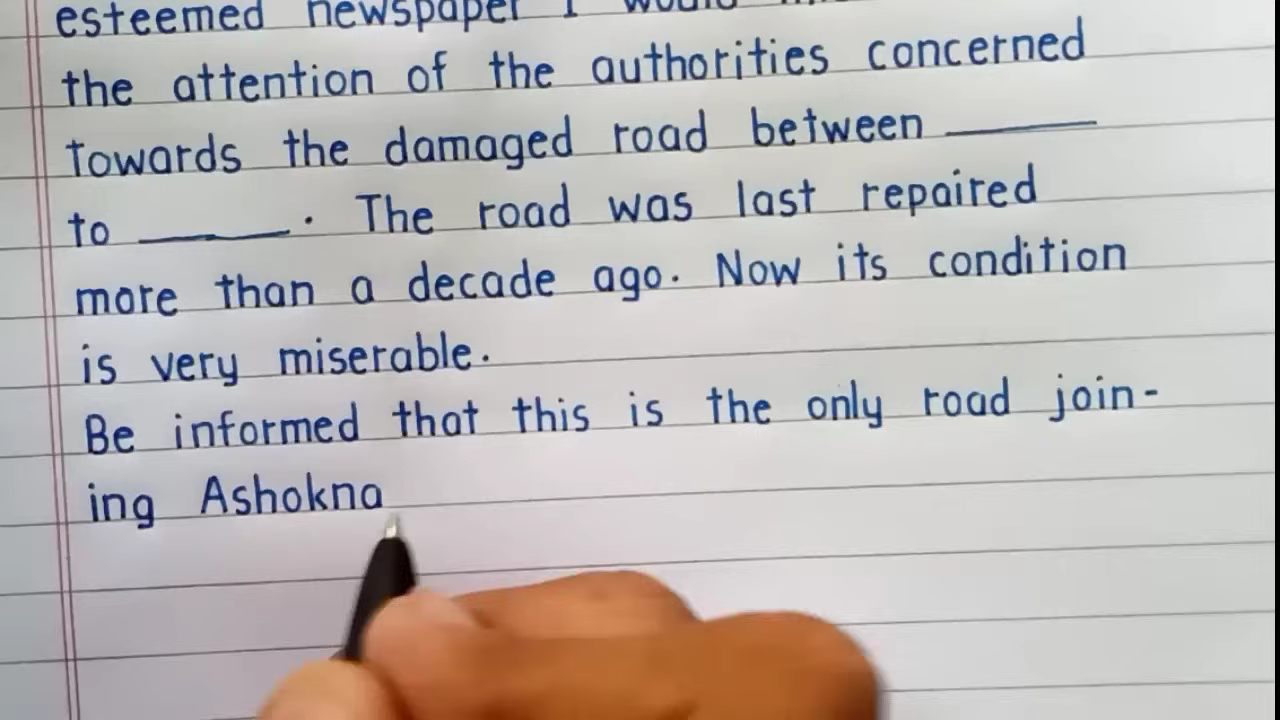 esteemed newspaper I would
the attention of the authorities concerned
towards the damaged road between ______
to ______. The road was last repaired
more than a decade ago. Now its condition
is very miserable.
Be informed that this is the only road join-
ing Ashokna